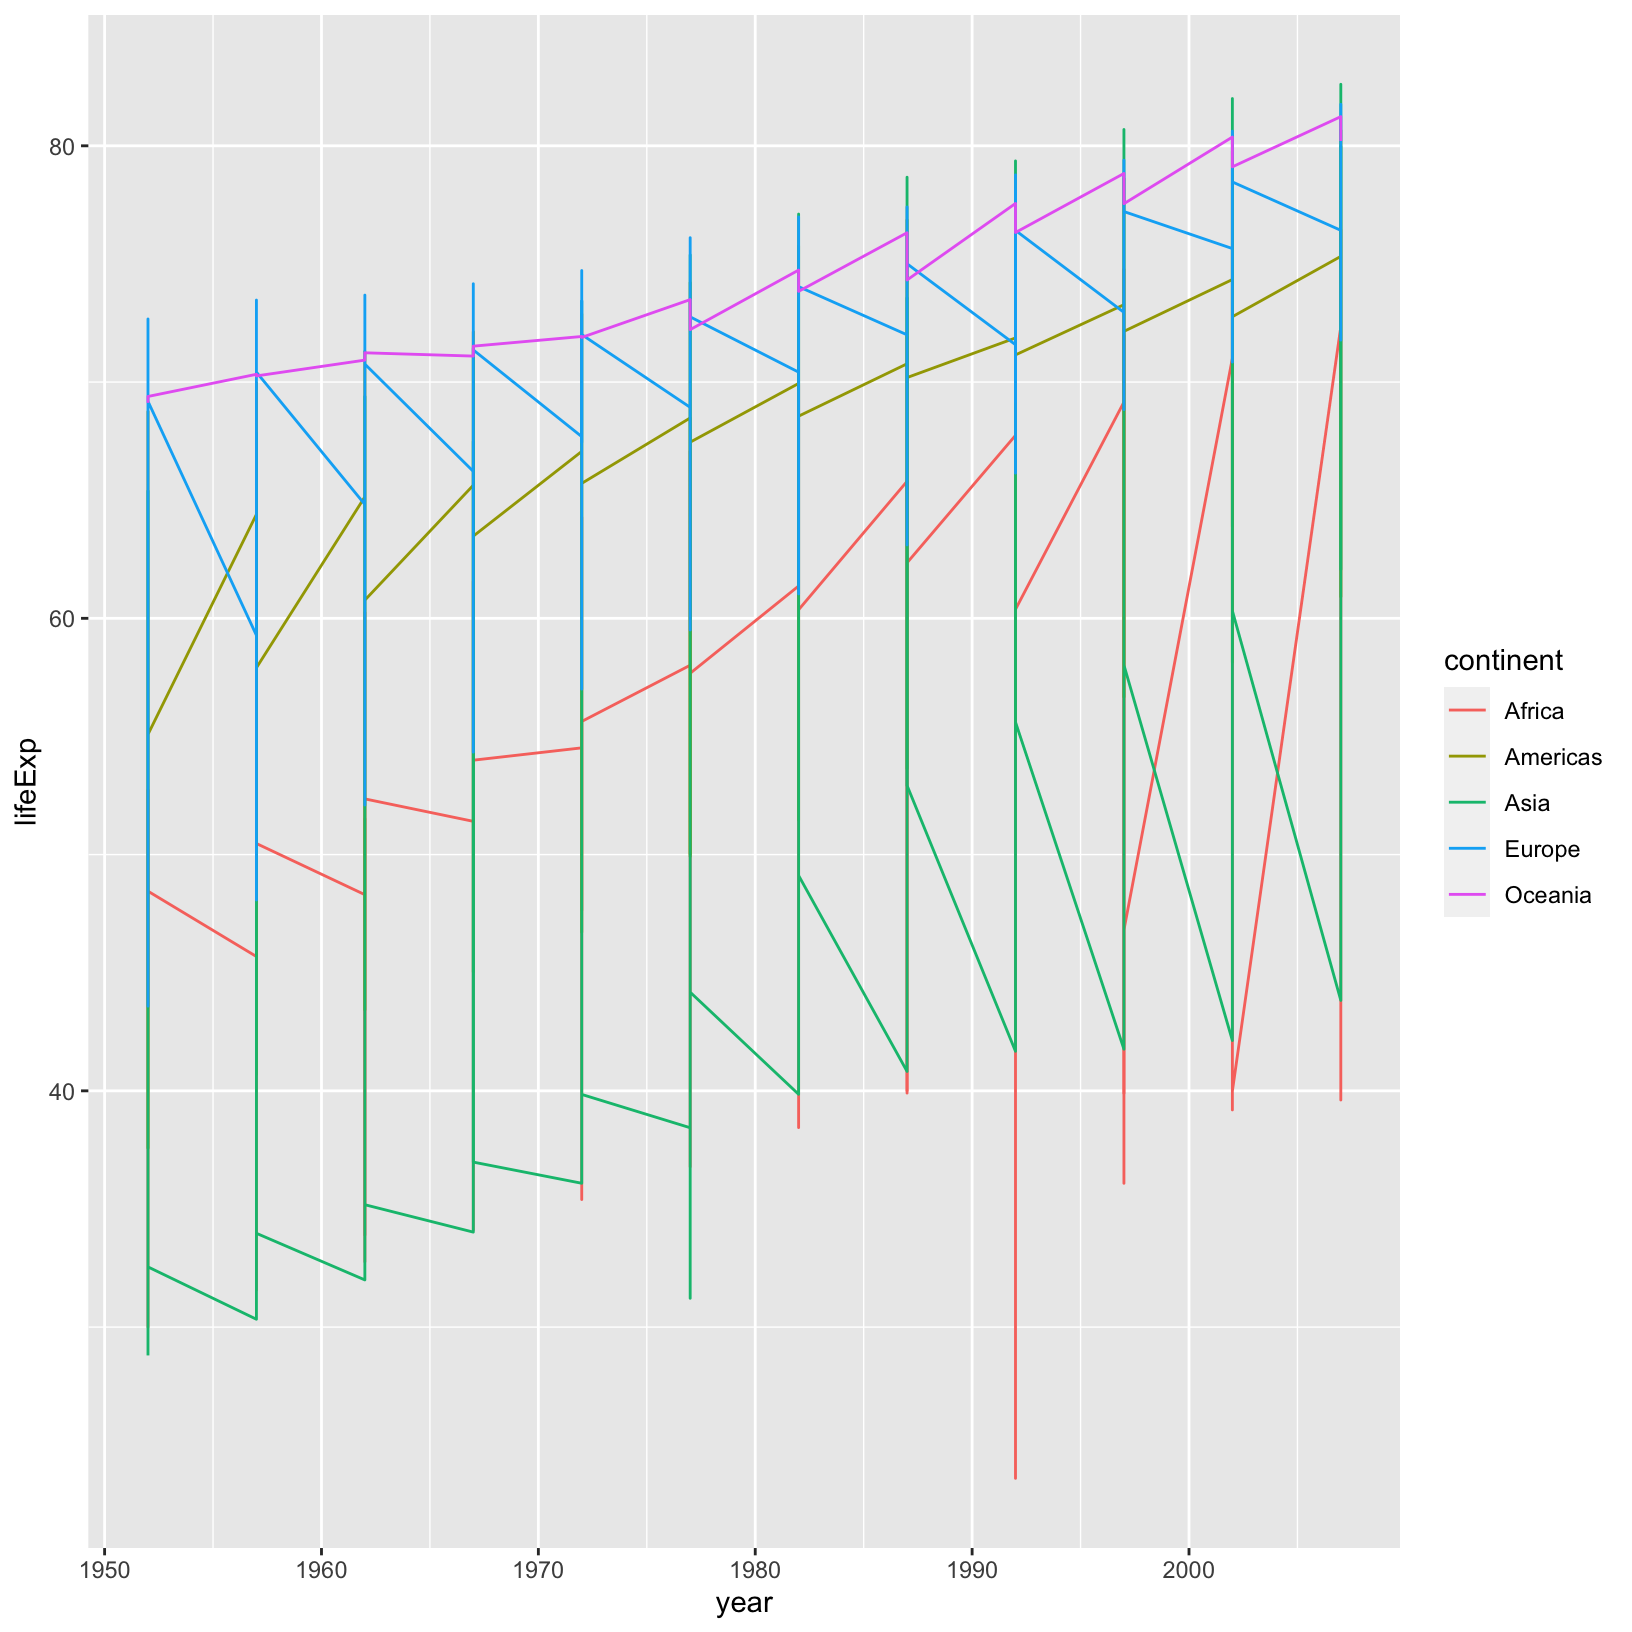 80
60
40
lifeExp
1950 1960 1970 1980 1990 2000
year
continent
Africa
Americas
Asia
Europe
Oceania